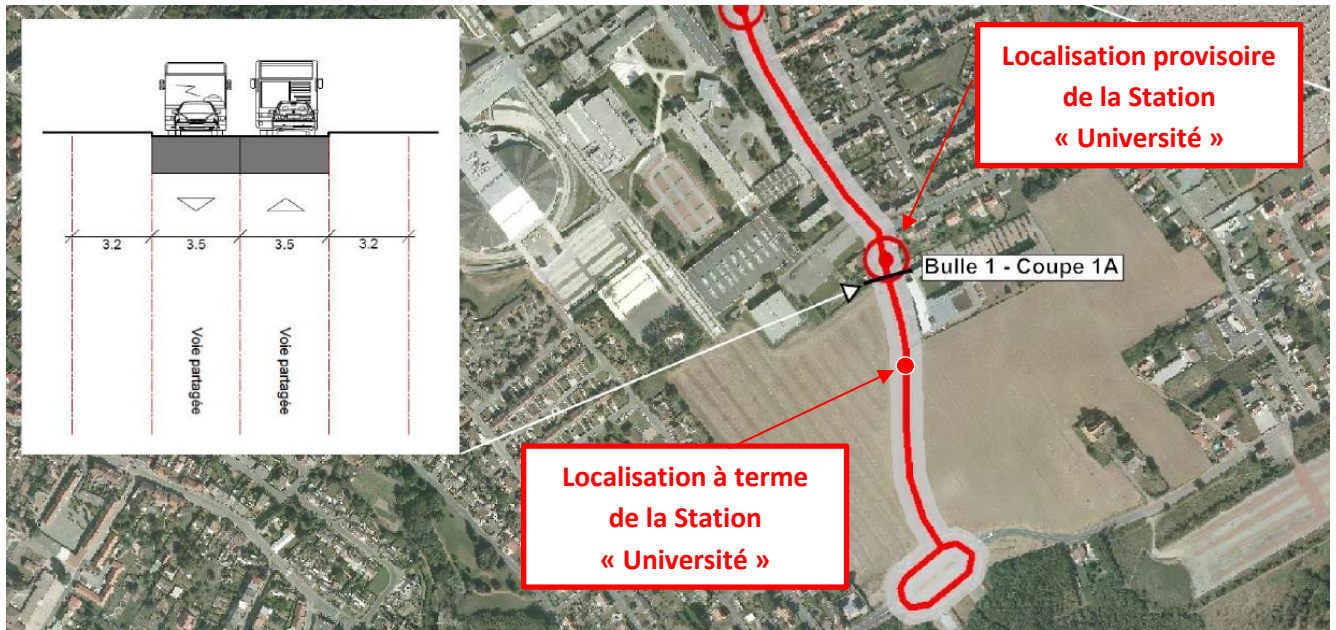 Localisation provisoire
de la Station
« Université »
3.2
3.5
3.5
3.2
Bulle 1 - Coupe 1A
Voie partagée
Voie partagée
Localisation à terme
de la Station
« Université »